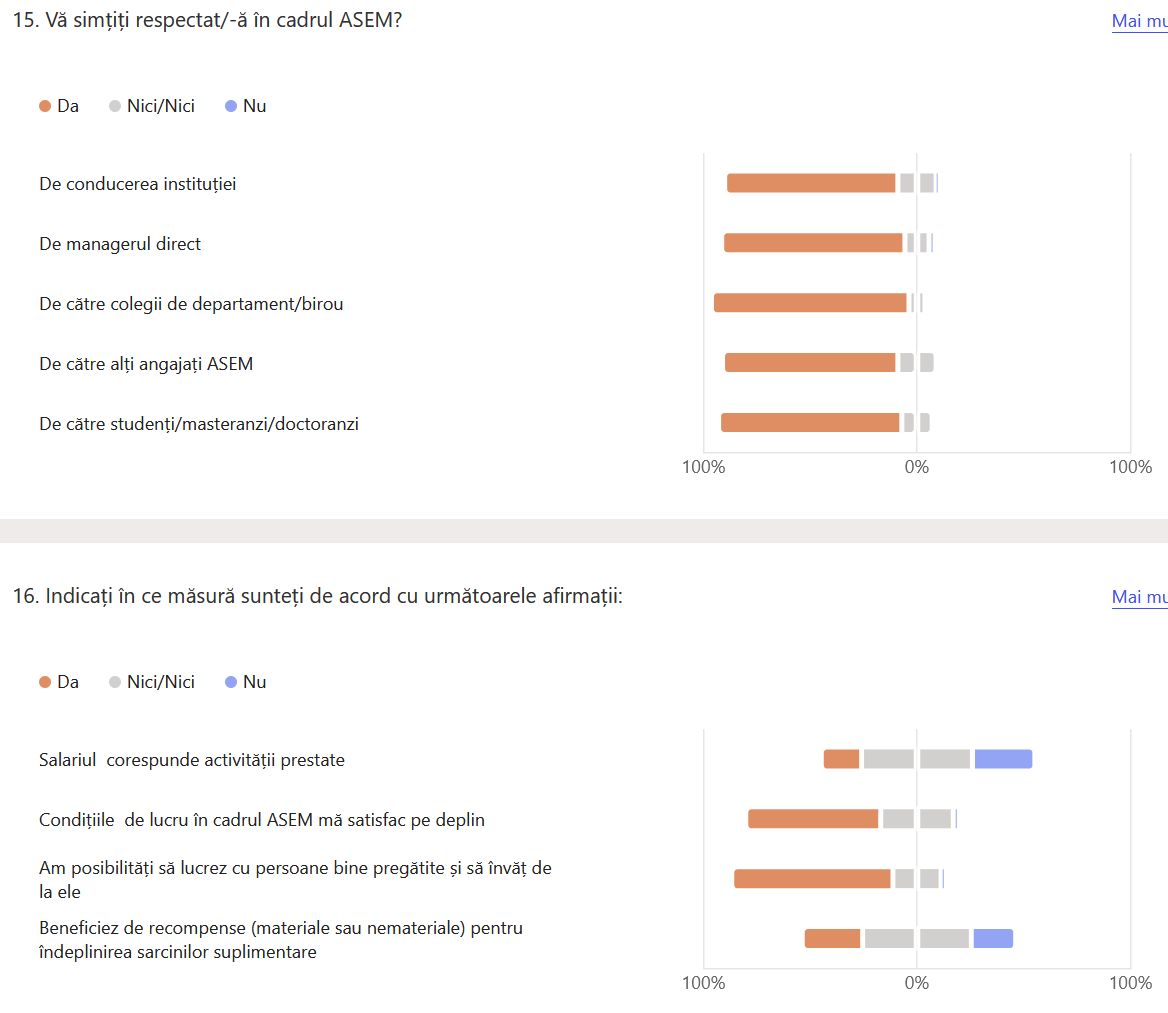 15. Vă simțiți respectat/-ă în cadrul ASEM?
Mai mu
Da Nici/Nici Nu
De conducerea instituției
De managerul direct
De către colegii de departament/birou
De către alți angajați ASEM
De către studenți/masteranzi/doctoranzi
100% 0% 100%
16. Indicați în ce măsură sunteți de acord cu următoarele afirmații:
Mai mu
Da Nici/Nici Nu
Salariul  corespunde activității prestate
Condițiile  de lucru în cadrul ASEM mă satisfac pe deplin
Am posibilități să lucrez cu persoane bine pregătite și să învăț de
la ele
Beneficiez de recompense (materiale sau nemateriale) pentru
îndeplinirea sarcinilor suplimentare
100% 0% 100%